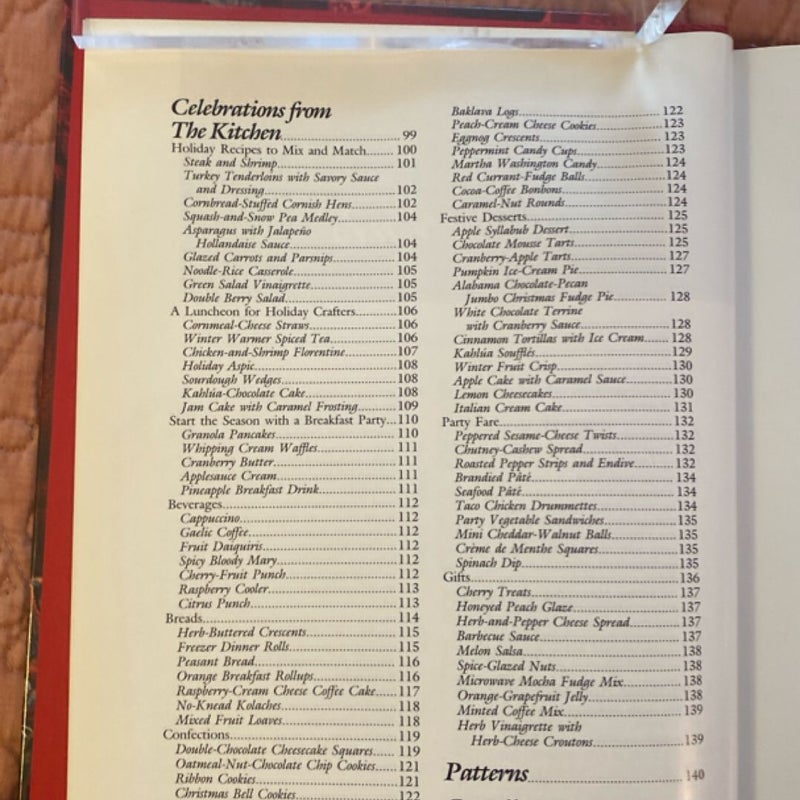 Celebrations from
The Kitchen 99
Holiday Recipes to Mix and Match 100
Steak and Shrimp 101
Turkey Tenderloins with Savory Sauce
and Dressing 102
Cornbread-Stuffed Cornish Hens 102
Squash-and-Snow Pea Medley 104
Asparagus with Jalapeño
Hollandaise Sauce 104
Glazed Carrots and Parsnips 104
Noodle-Rice Casserole 105
Green Salad Vinaigrette 105
Double Berry Salad 105
A Luncheon for Holiday Crafters 106
Cornmeal-Cheese Straws 106
Winter Warmer Spiced Tea 106
Chicken-and-Shrimp Florentine 107
Holiday Aspic 108
Sourdough Wedges 108
Kahlúa-Chocolate Cake 108
Jam Cake with Caramel Frosting 109
Start the Season with a Breakfast Party 110
Granola Pancakes 110
Whipping Cream Waffles 111
Cranberry Butter 111
Applesauce Cream 111
Pineapple Breakfast Drink 111
Beverages 112
Cappuccino 112
Gaelic Coffee 112
Fruit Daiquiris 112
Spicy Bloody Mary 112
Cherry-Fruit Punch 112
Raspberry Cooler 113
Citrus Punch 113
Breads 114
Herb-Buttered Crescents 115
Freezer Dinner Rolls 115
Peasant Bread 116
Orange Breakfast Rollups 116
Raspberry-Cream Cheese Coffee Cake 117
No-Knead Kolaches 118
Mixed Fruit Loaves 118
Confections 119
Double-Chocolate Cheesecake Squares 119
Oatmeal-Nut-Chocolate Chip Cookies 121
Ribbon Cookies 121
Christmas Bell Cookies 122
Baklava Logs 122
Peach-Cream Cheese Cookies 123
Eggnog Crescents 123
Peppermint Candy Cups 123
Martha Washington Candy 124
Red Currant-Fudge Balls 124
Cocoa-Coffee Bonbons 124
Caramel-Nut Rounds 124
Festive Desserts 125
Apple Syllabub Dessert 125
Chocolate Mousse Tarts 125
Cranberry-Apple Tarts 127
Pumpkin Ice-Cream Pie 127
Alabama Chocolate-Pecan
Jumbo Christmas Fudge Pie 128
White Chocolate Terrine
with Cranberry Sauce 128
Cinnamon Tortillas with Ice Cream 128
Kahlúa Soufflés 129
Winter Fruit Crisp 130
Apple Cake with Caramel Sauce 130
Lemon Cheesecakes 130
Italian Cream Cake 131
Party Fare 132
Peppered Sesame-Cheese Twists 132
Chutney-Cashew Spread 132
Roasted Pepper Strips and Endive 132
Brandied Pâté 134
Seafood Pâté 134
Taco Chicken Drummettes 134
Party Vegetable Sandwiches 135
Mini Cheddar-Walnut Balls 135
Crème de Menthe Squares 135
Spinach Dip 135
Gifts 136
Cherry Treats 137
Honeyed Peach Glaze 137
Herb-and-Pepper Cheese Spread 137
Barbecue Sauce 137
Melon Salsa 138
Spice-Glazed Nuts 138
Microwave Mocha Fudge Mix 138
Orange-Grapefruit Jelly 138
Minted Coffee Mix 139
Herb Vinaigrette with
Herb-Cheese Croutons 139
Patterns 140